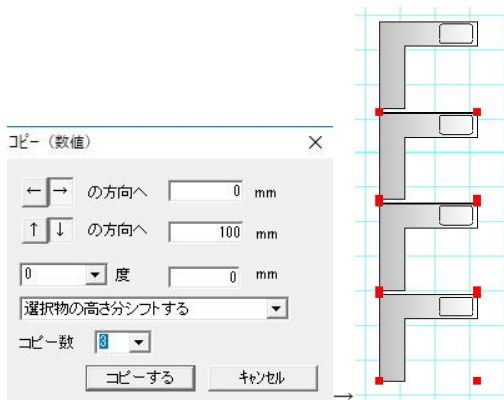 コピー（数値）
← → の方向へ 0 mm
↑ ↓ の方向へ 100 mm
0 度 0 mm
選択物の高さ分シフトする
コピー数 3
コピーする キャンセル
→